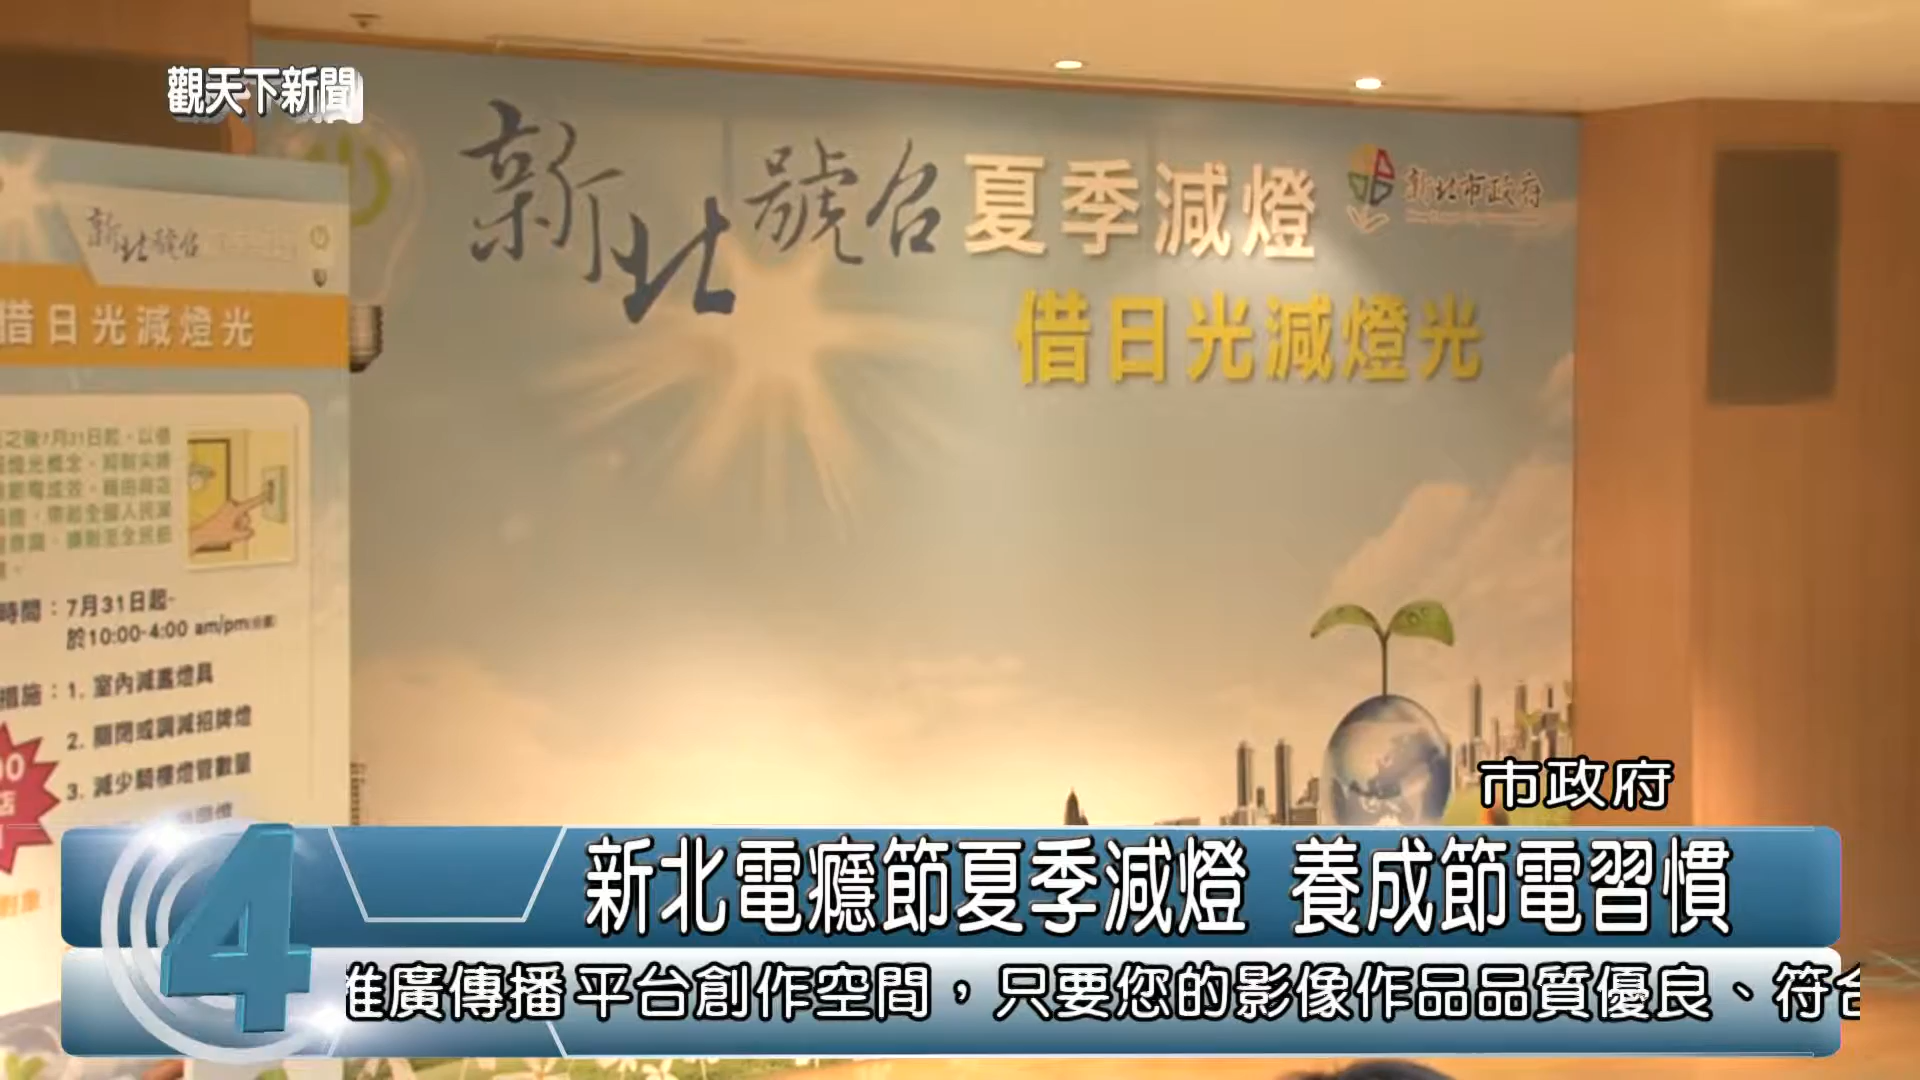 觀天下新聞
新北號召 夏季減燈
新北市政府
借日光減燈光
新北號召
借日光減燈光
時間：7月31日起-
於10:00-4:00 am/pm
措施：1. 室內減盞燈具
2. 關閉或調減招牌燈
3. 減少騎樓燈管數量
市政府
4
新北電癮節夏季減燈 養成節電習慣
推廣傳播平台創作空間，只要您的影像作品品質優良、符合